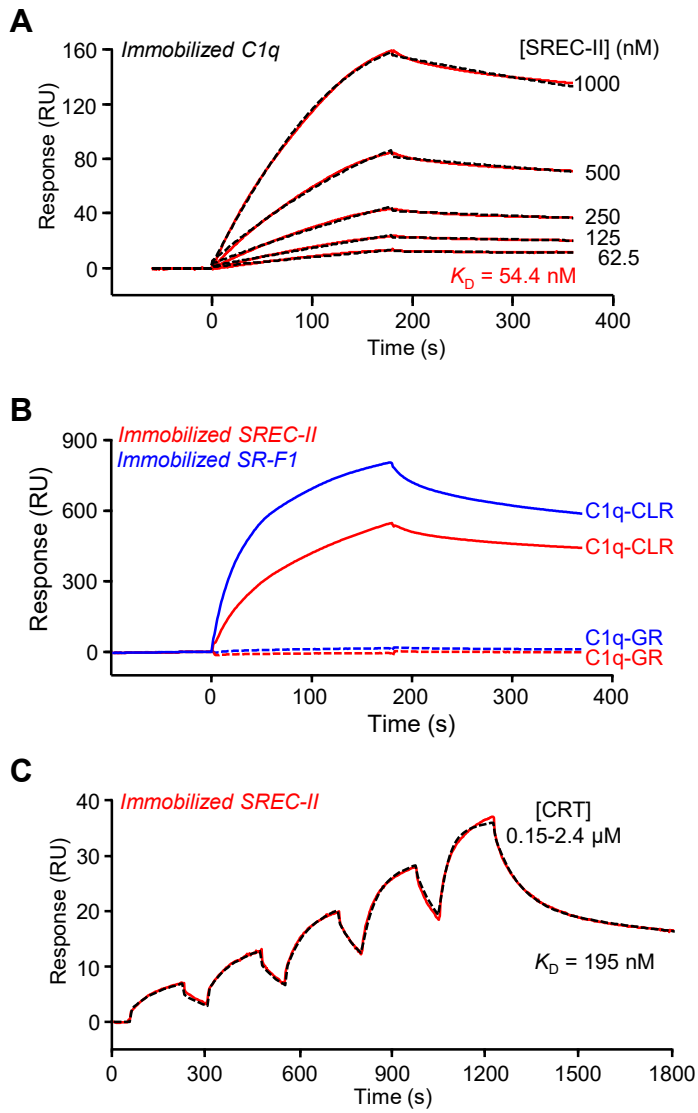 A
Immobilized C1q
[SREC-II] (nM)
160
120
80
40
0
Response (RU)
1000
500
250
125
62.5
K_D = 54.4 nM
0 100 200 300 400
Time (s)
B
Immobilized SREC-II
Immobilized SR-F1
900
600
300
0
Response (RU)
C1q-CLR
C1q-CLR
C1q-GR
C1q-GR
0 100 200 300 400
Time (s)
C
Immobilized SREC-II
[CRT]
0.15-2.4 µM
40
30
20
10
0
Response (RU)
K_D = 195 nM
0 300 600 900 1200 1500 1800
Time (s)